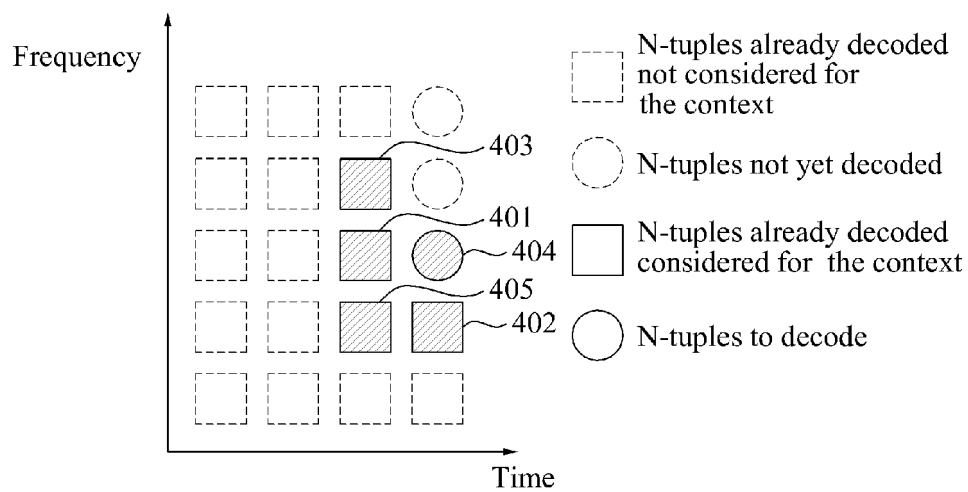 Frequency
403
401
404
405
402
Time
N-tuples already decoded
not considered for
the context
N-tuples not yet decoded
N-tuples already decoded
considered for the context
N-tuples to decode